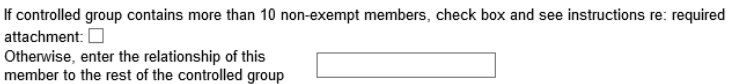 If controlled group contains more than 10 non-exempt members, check box and see instructions re: required
attachment:
Otherwise, enter the relationship of this
member to the rest of the controlled group